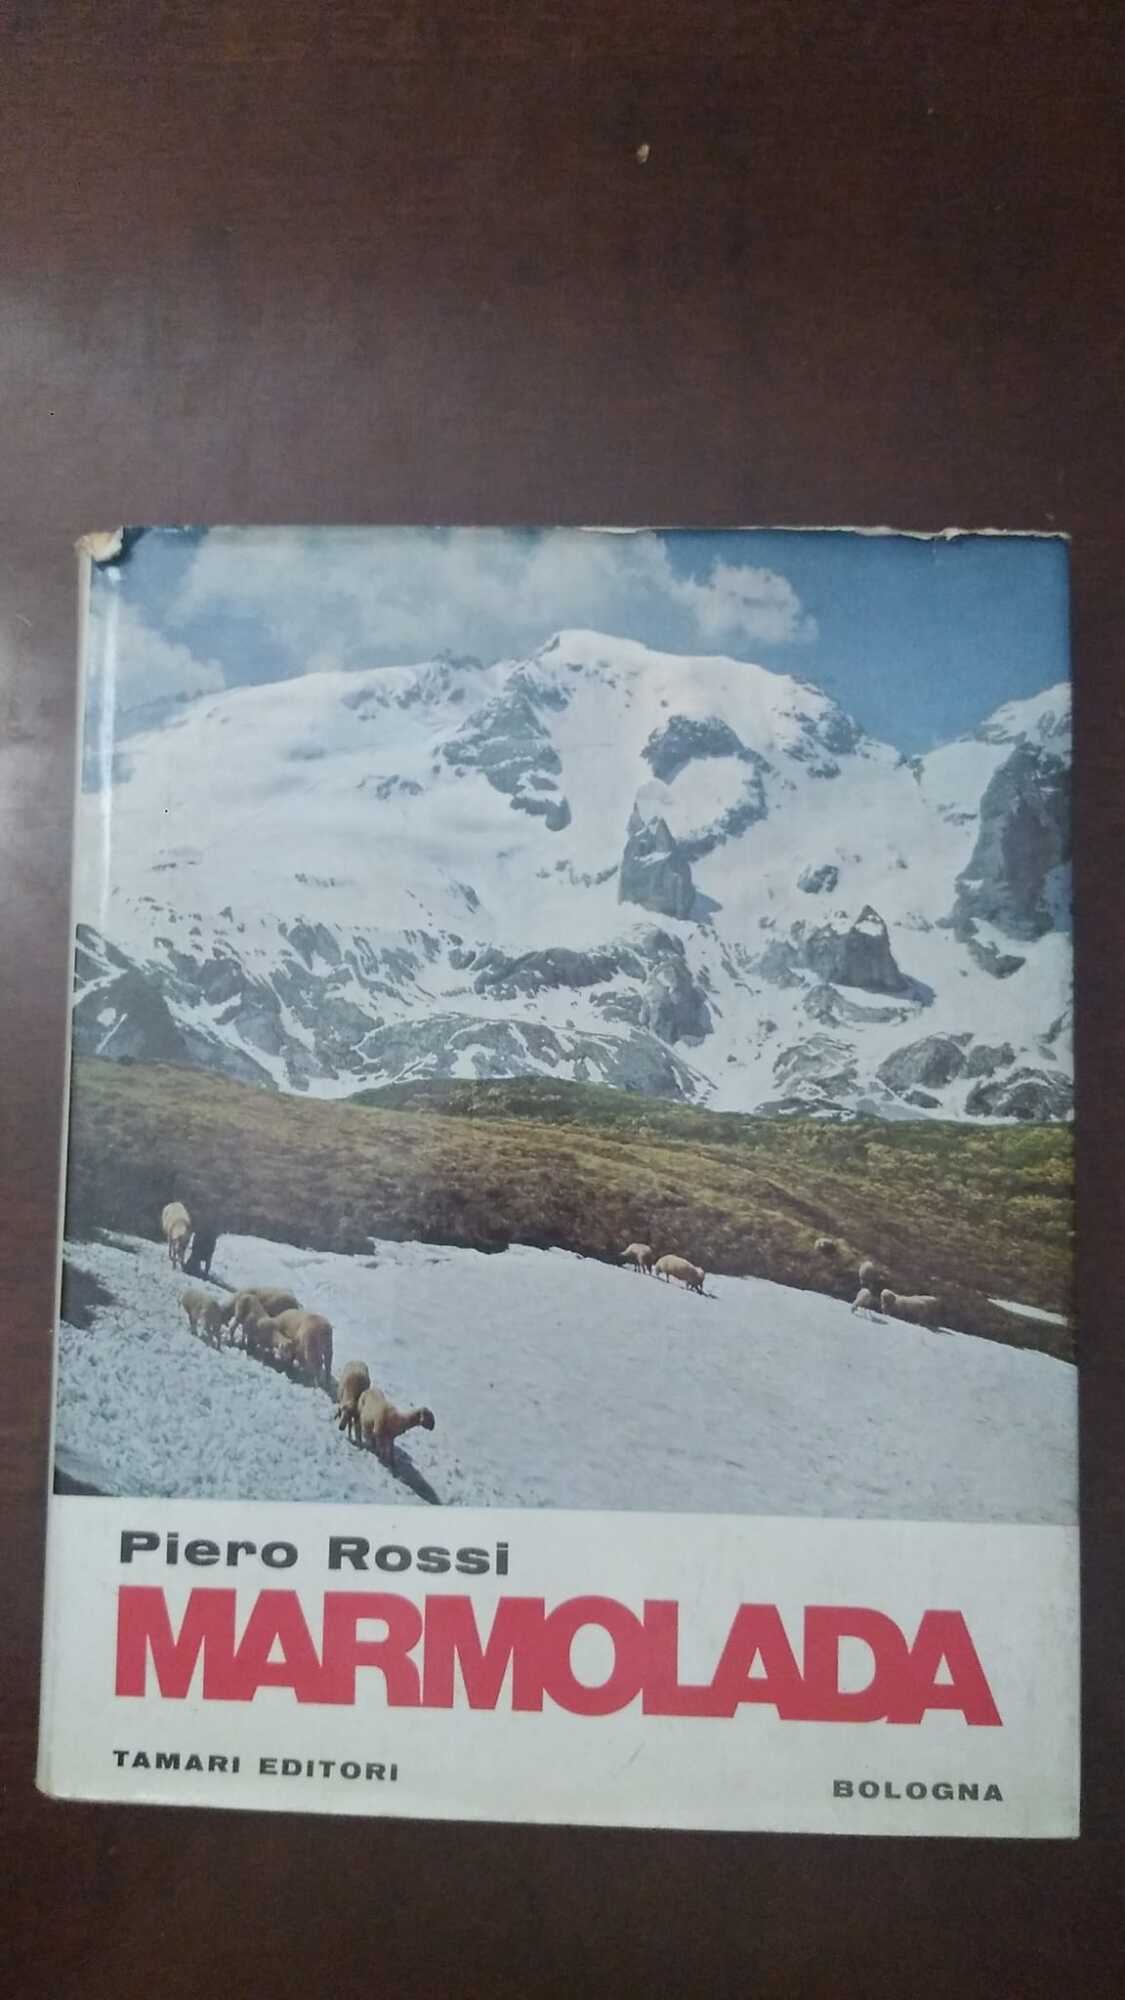 Piero Rossi
MARMOLADA
TAMARI EDITORI
BOLOGNA